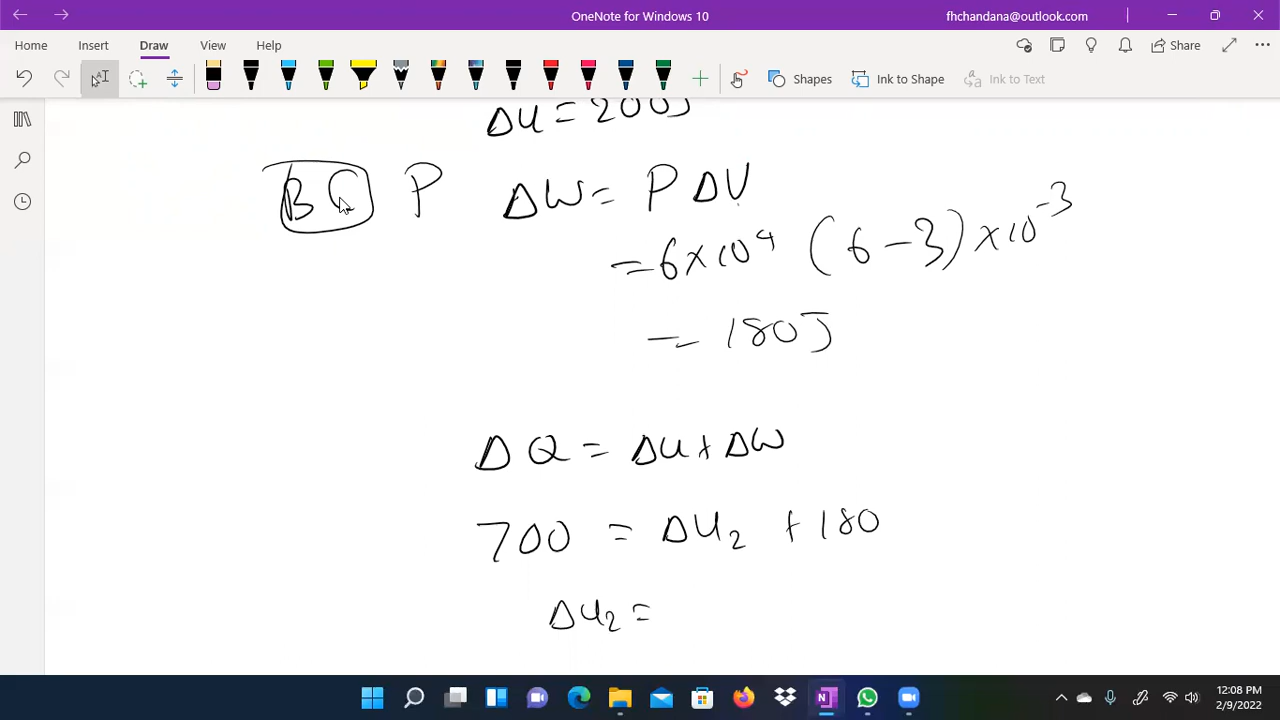 OneNote for Windows 10
fhchandana@outlook.com
Home Insert Draw View Help
Share
Shapes Ink to Shape Ink to Text
ΔU = 200J
BC P ΔW = PΔV
= 6×10⁴ (6-3)×10⁻³
= 180J
ΔQ = ΔU + ΔW
700 = ΔU₂ + 180
ΔU₂ =
12:08 PM
2/9/2022